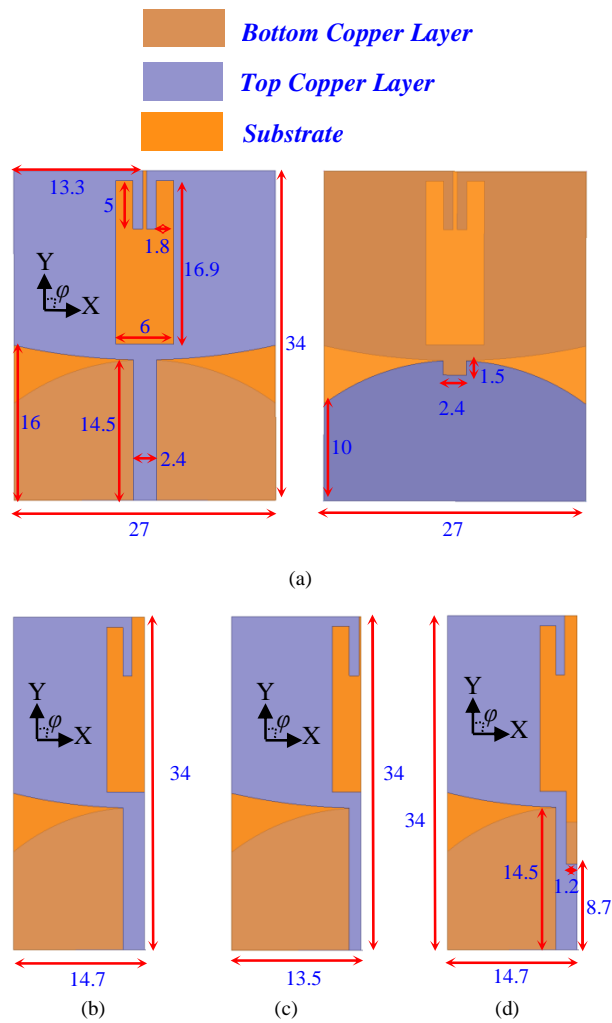 Bottom Copper Layer
Top Copper Layer
Substrate
13.3
5
1.8
16.9
Y
φ
X
6
34
16
14.5
2.4
27
1.5
2.4
10
27
(a)
Y
φ
X
34
14.7
(b)
Y
φ
X
34
13.5
(c)
Y
φ
X
34
14.5
1.2
8.7
14.7
(d)